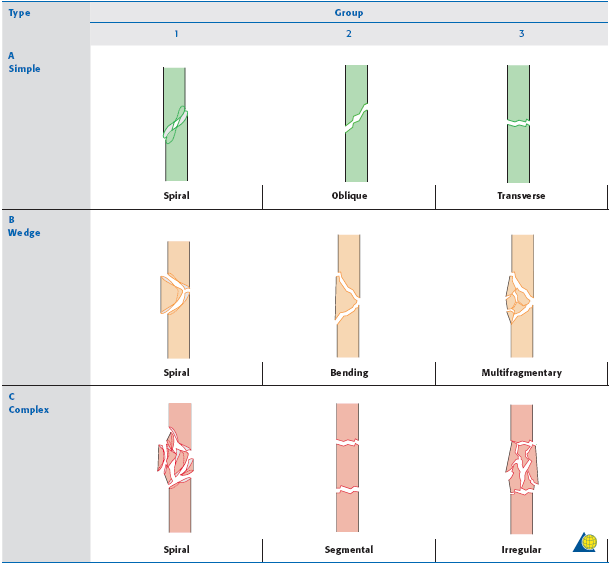 Type Group
1 2 3
A
Simple
Spiral Oblique Transverse
B
Wedge
Spiral Bending Multifragmentary
C
Complex
Spiral Segmental Irregular